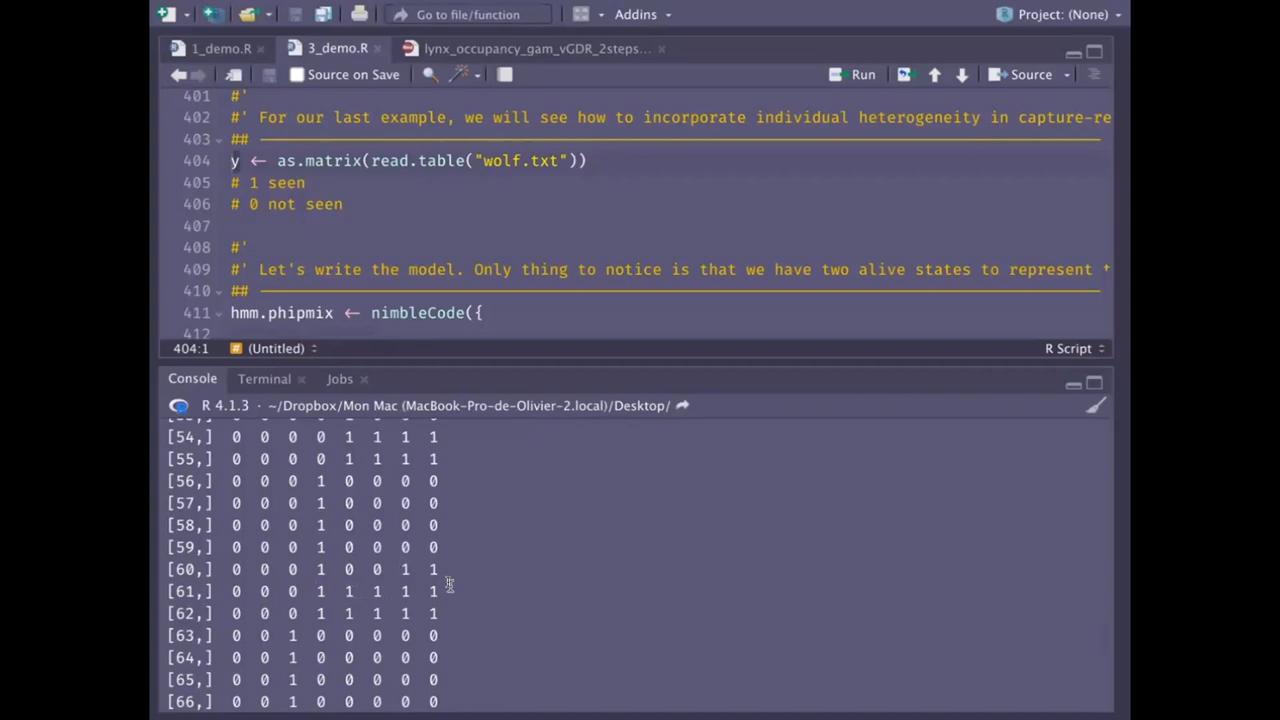 Go to file/function
Addins
Project: (None)
1_demo.R
3_demo.R
lynx_occupancy_gam_vGDR_2steps...
Source on Save
Run
Source
401 #'
402 #' For our last example, we will see how to incorporate individual heterogeneity in capture-re
403 ## 
404 y ← as.matrix(read.table("wolf.txt"))
405 # 1 seen
406 # 0 not seen
407
408 #'
409 #' Let's write the model. Only thing to notice is that we have two alive states to represent
410 ##
411 hmm.phipmix ← nimbleCode({
412
404:1
# (Untitled)
R Script
Console
Terminal
Jobs
R 4.1.3 · ~/Dropbox/Mon Mac (MacBook-Pro-de-Olivier-2.local)/Desktop/
[54,] 0 0 0 0 1 1 1 1
[55,] 0 0 0 0 1 1 1 1
[56,] 0 0 0 1 0 0 0 0
[57,] 0 0 0 1 0 0 0 0
[58,] 0 0 0 1 0 0 0 0
[59,] 0 0 0 1 0 0 0 0
[60,] 0 0 0 1 0 0 1 1
[61,] 0 0 0 1 1 1 1 1
[62,] 0 0 0 1 1 1 1 1
[63,] 0 0 1 0 0 0 0 0
[64,] 0 0 1 0 0 0 0 0
[65,] 0 0 1 0 0 0 0 0
[66,] 0 0 1 0 0 0 0 0